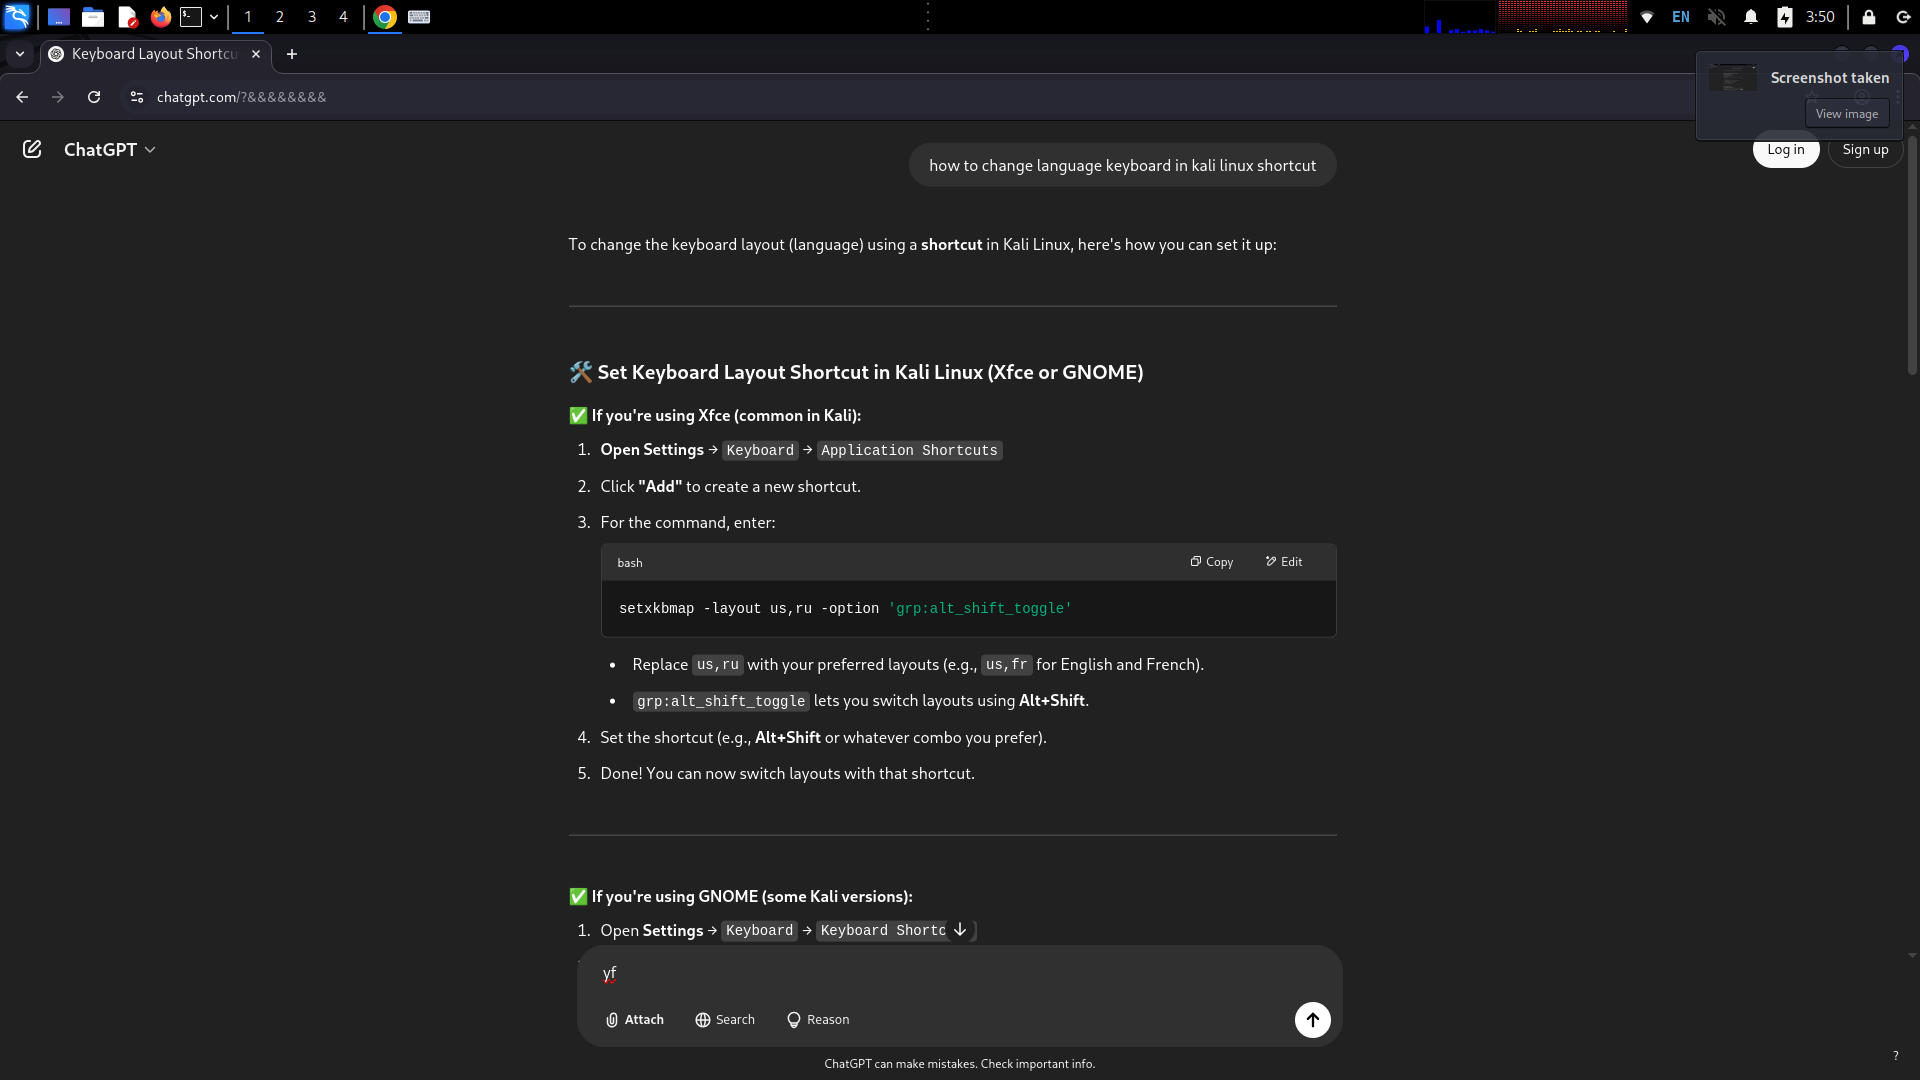 1 2 3 4 EN 3:50
Keyboard Layout Shortcu
chatgpt.com/?&&&&&&&&
Screenshot taken
View image
ChatGPT
Log in
Sign up
how to change language keyboard in kali linux shortcut
To change the keyboard layout (language) using a shortcut in Kali Linux, here's how you can set it up:
🛠️ Set Keyboard Layout Shortcut in Kali Linux (Xfce or GNOME)
✅ If you're using Xfce (common in Kali):
1. Open Settings → Keyboard → Application Shortcuts
2. Click "Add" to create a new shortcut.
3. For the command, enter:
bash Copy Edit
setxkbmap -layout us,ru -option 'grp:alt_shift_toggle'
• Replace us,ru with your preferred layouts (e.g., us,fr for English and French).
• grp:alt_shift_toggle lets you switch layouts using Alt+Shift.
4. Set the shortcut (e.g., Alt+Shift or whatever combo you prefer).
5. Done! You can now switch layouts with that shortcut.
✅ If you're using GNOME (some Kali versions):
1. Open Settings → Keyboard → Keyboard Shortc
yf
Attach Search Reason
ChatGPT can make mistakes. Check important info.
?